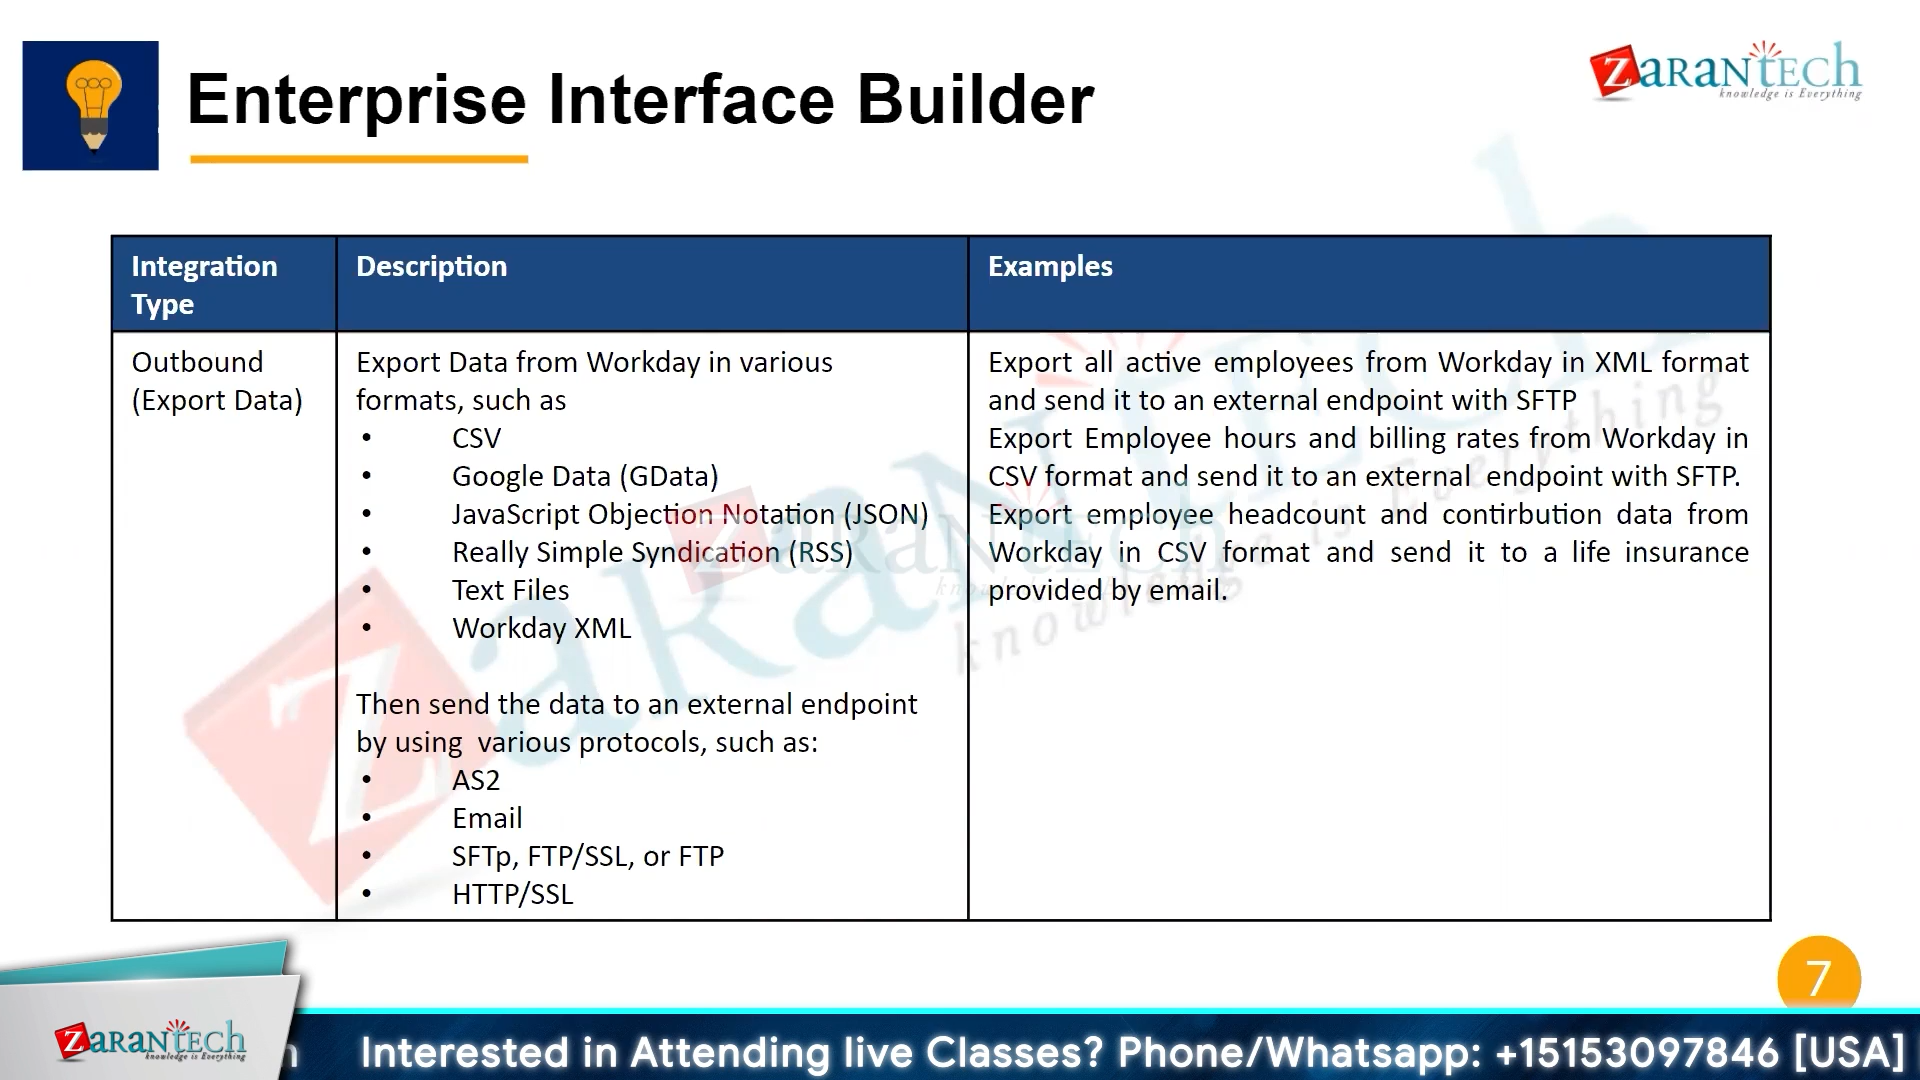 Enterprise Interface Builder
ZaranTech
knowledge is Everything
Integration
Type
Description
Examples
Outbound
(Export Data)
Export Data from Workday in various
formats, such as
• CSV
• Google Data (GData)
• JavaScript Objection Notation (JSON)
• Really Simple Syndication (RSS)
• Text Files
• Workday XML
Then send the data to an external endpoint
by using various protocols, such as:
• AS2
• Email
• SFTp, FTP/SSL, or FTP
• HTTP/SSL
Export all active employees from Workday in XML format
and send it to an external endpoint with SFTP
Export Employee hours and billing rates from Workday in
CSV format and send it to an external endpoint with SFTP.
Export employee headcount and contirbution data from
Workday in CSV format and send it to a life insurance
provided by email.
ZaranTech
knowledge is Everything
ZaranTech
7
ZaranTech
knowledge is Everything
Interested in Attending live Classes? Phone/Whatsapp: +15153097846 [USA]